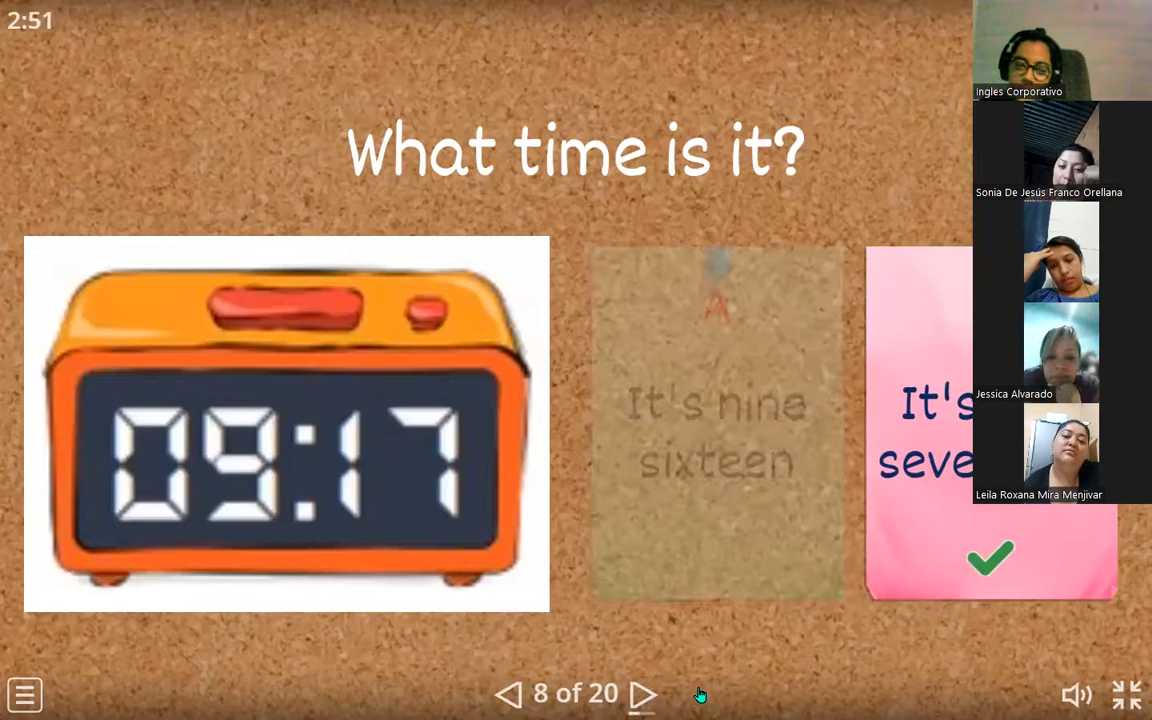 2:51
What time is it?
09:17
A
It's nine
sixteen
It's
seve
8 of 20
Ingles Corporativo
Sonia De Jesús Franco Orellana
Jessica Alvarado
Leila Roxana Mira Menjivar